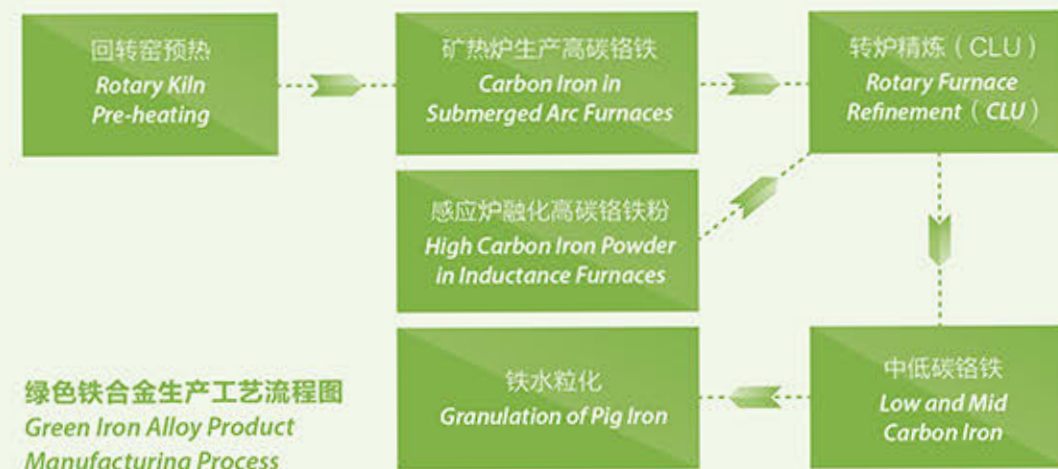 回转窑预热
Rotary Kiln
Pre-heating
矿热炉生产高碳铬铁
Carbon Iron in
Submerged Arc Furnaces
转炉精炼（CLU）
Rotary Furnace
Refinement（CLU）
感应炉融化高碳铬铁粉
High Carbon Iron Powder
in Inductance Furnaces
铁水粒化
Granulation of Pig Iron
中低碳铬铁
Low and Mid
Carbon Iron
绿色铁合金生产工艺流程图
Green Iron Alloy Product
Manufacturing Process